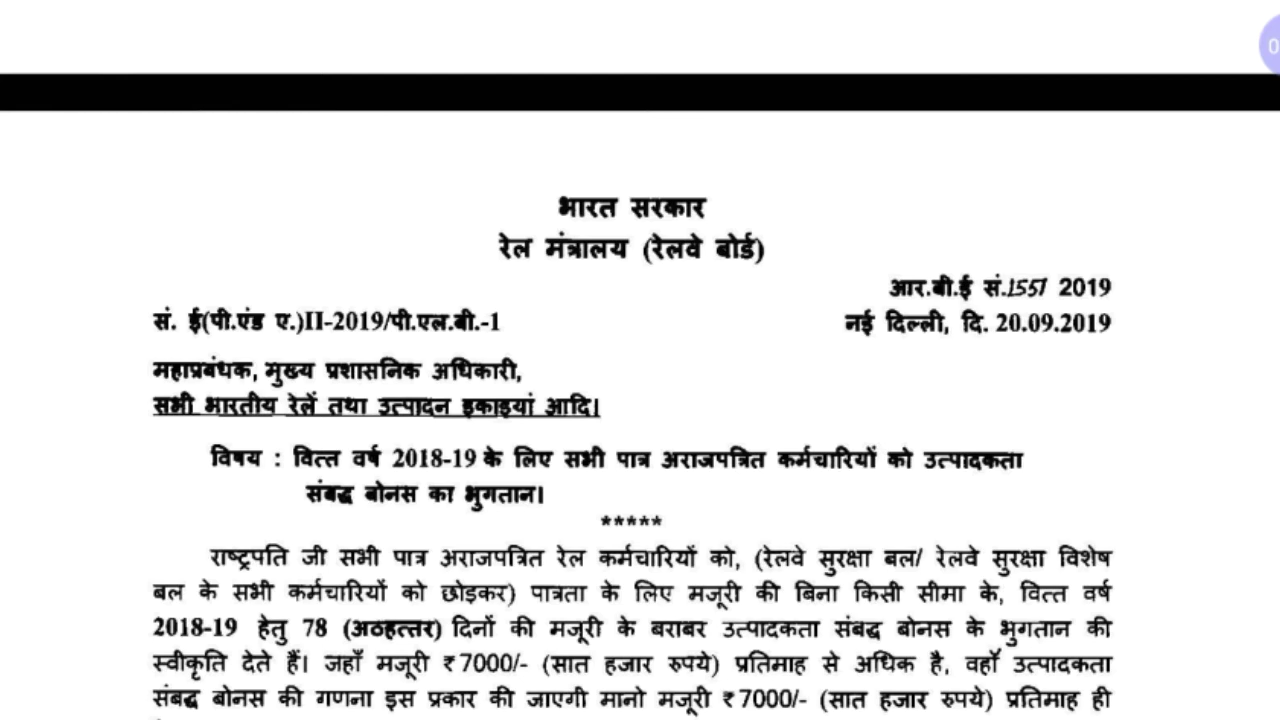 0
भारत सरकार
रेल मंत्रालय (रेलवे बोर्ड)
आर.बी.ई सं. 2019
सं. ई(पी.एंड ए.)II-2019/पी.एल.बी.-1
नई दिल्ली, दि. 20.09.2019
महाप्रबंधक, मुख्य प्रशासनिक अधिकारी,
सभी भारतीय रेलें तथा उत्पादन इकाइयां आदि।
विषय : वित्त वर्ष 2018-19 के लिए सभी पात्र अराजपत्रित कर्मचारियों को उत्पादकता
संबद्ध बोनस का भुगतान।
*****
राष्ट्रपति जी सभी पात्र अराजपत्रित रेल कर्मचारियों को, (रेलवे सुरक्षा बल/ रेलवे सुरक्षा विशेष
बल के सभी कर्मचारियों को छोड़कर) पात्रता के लिए मजूरी की बिना किसी सीमा के, वित्त वर्ष
2018-19 हेतु 78 (अठहत्तर) दिनों की मजूरी के बराबर उत्पादकता संबद्ध बोनस के भुगतान की
स्वीकृति देते हैं। जहाँ मजूरी ₹7000/- (सात हजार रुपये) प्रतिमाह से अधिक है, वहाँ उत्पादकता
संबद्ध बोनस की गणना इस प्रकार की जाएगी मानो मजूरी ₹7000/- (सात हजार रुपये) प्रतिमाह ही